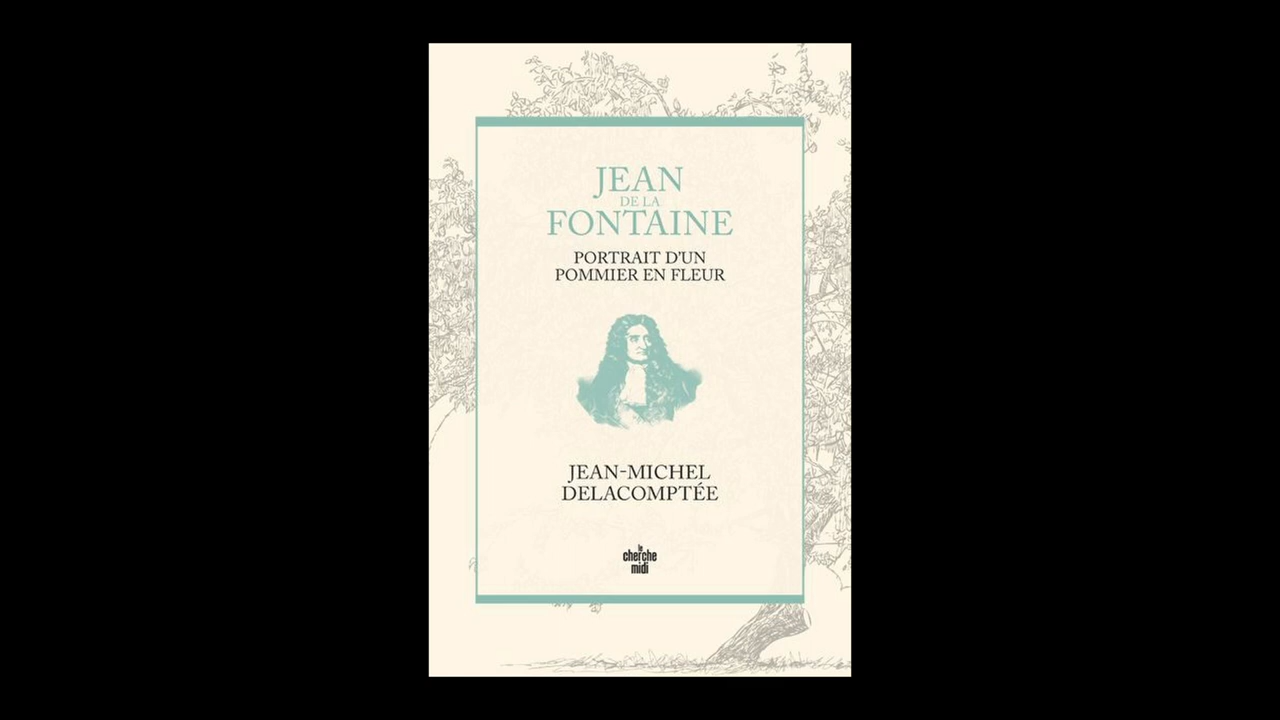 JEAN
DE LA
FONTAINE
PORTRAIT D'UN
POMMIER EN FLEUR
JEAN-MICHEL
DELACOMPTÉE
le
cherche
midi